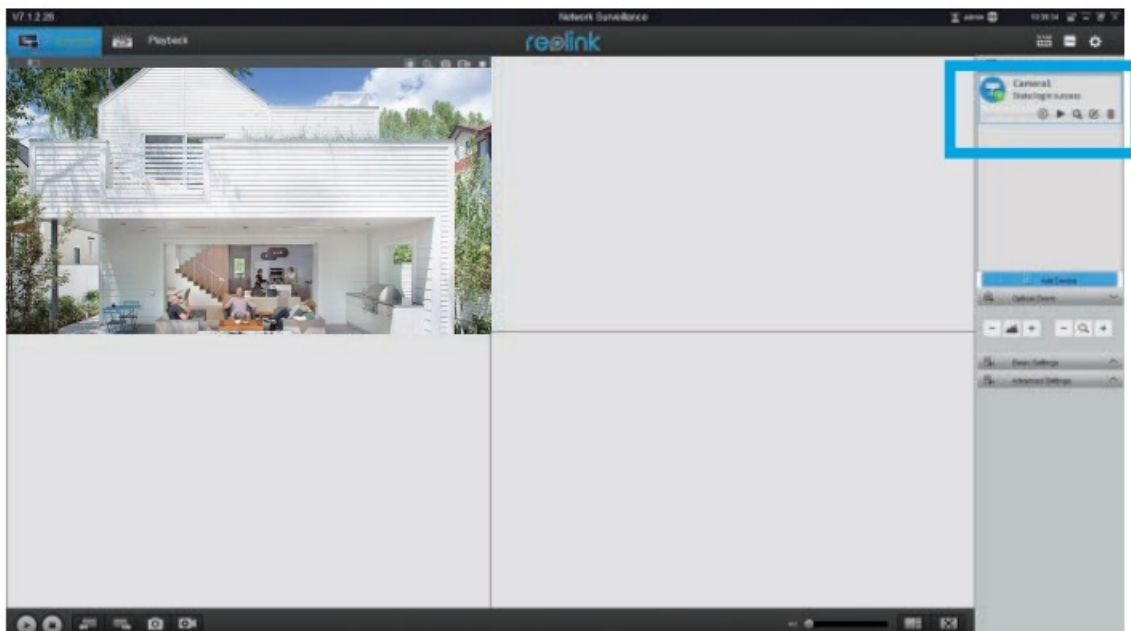 V7.1.2.28
Network Surveillance
admin
Playback
reolink
Camera1
State:login success
Add Device
Optical Zoom
Basic Settings
Advanced Settings